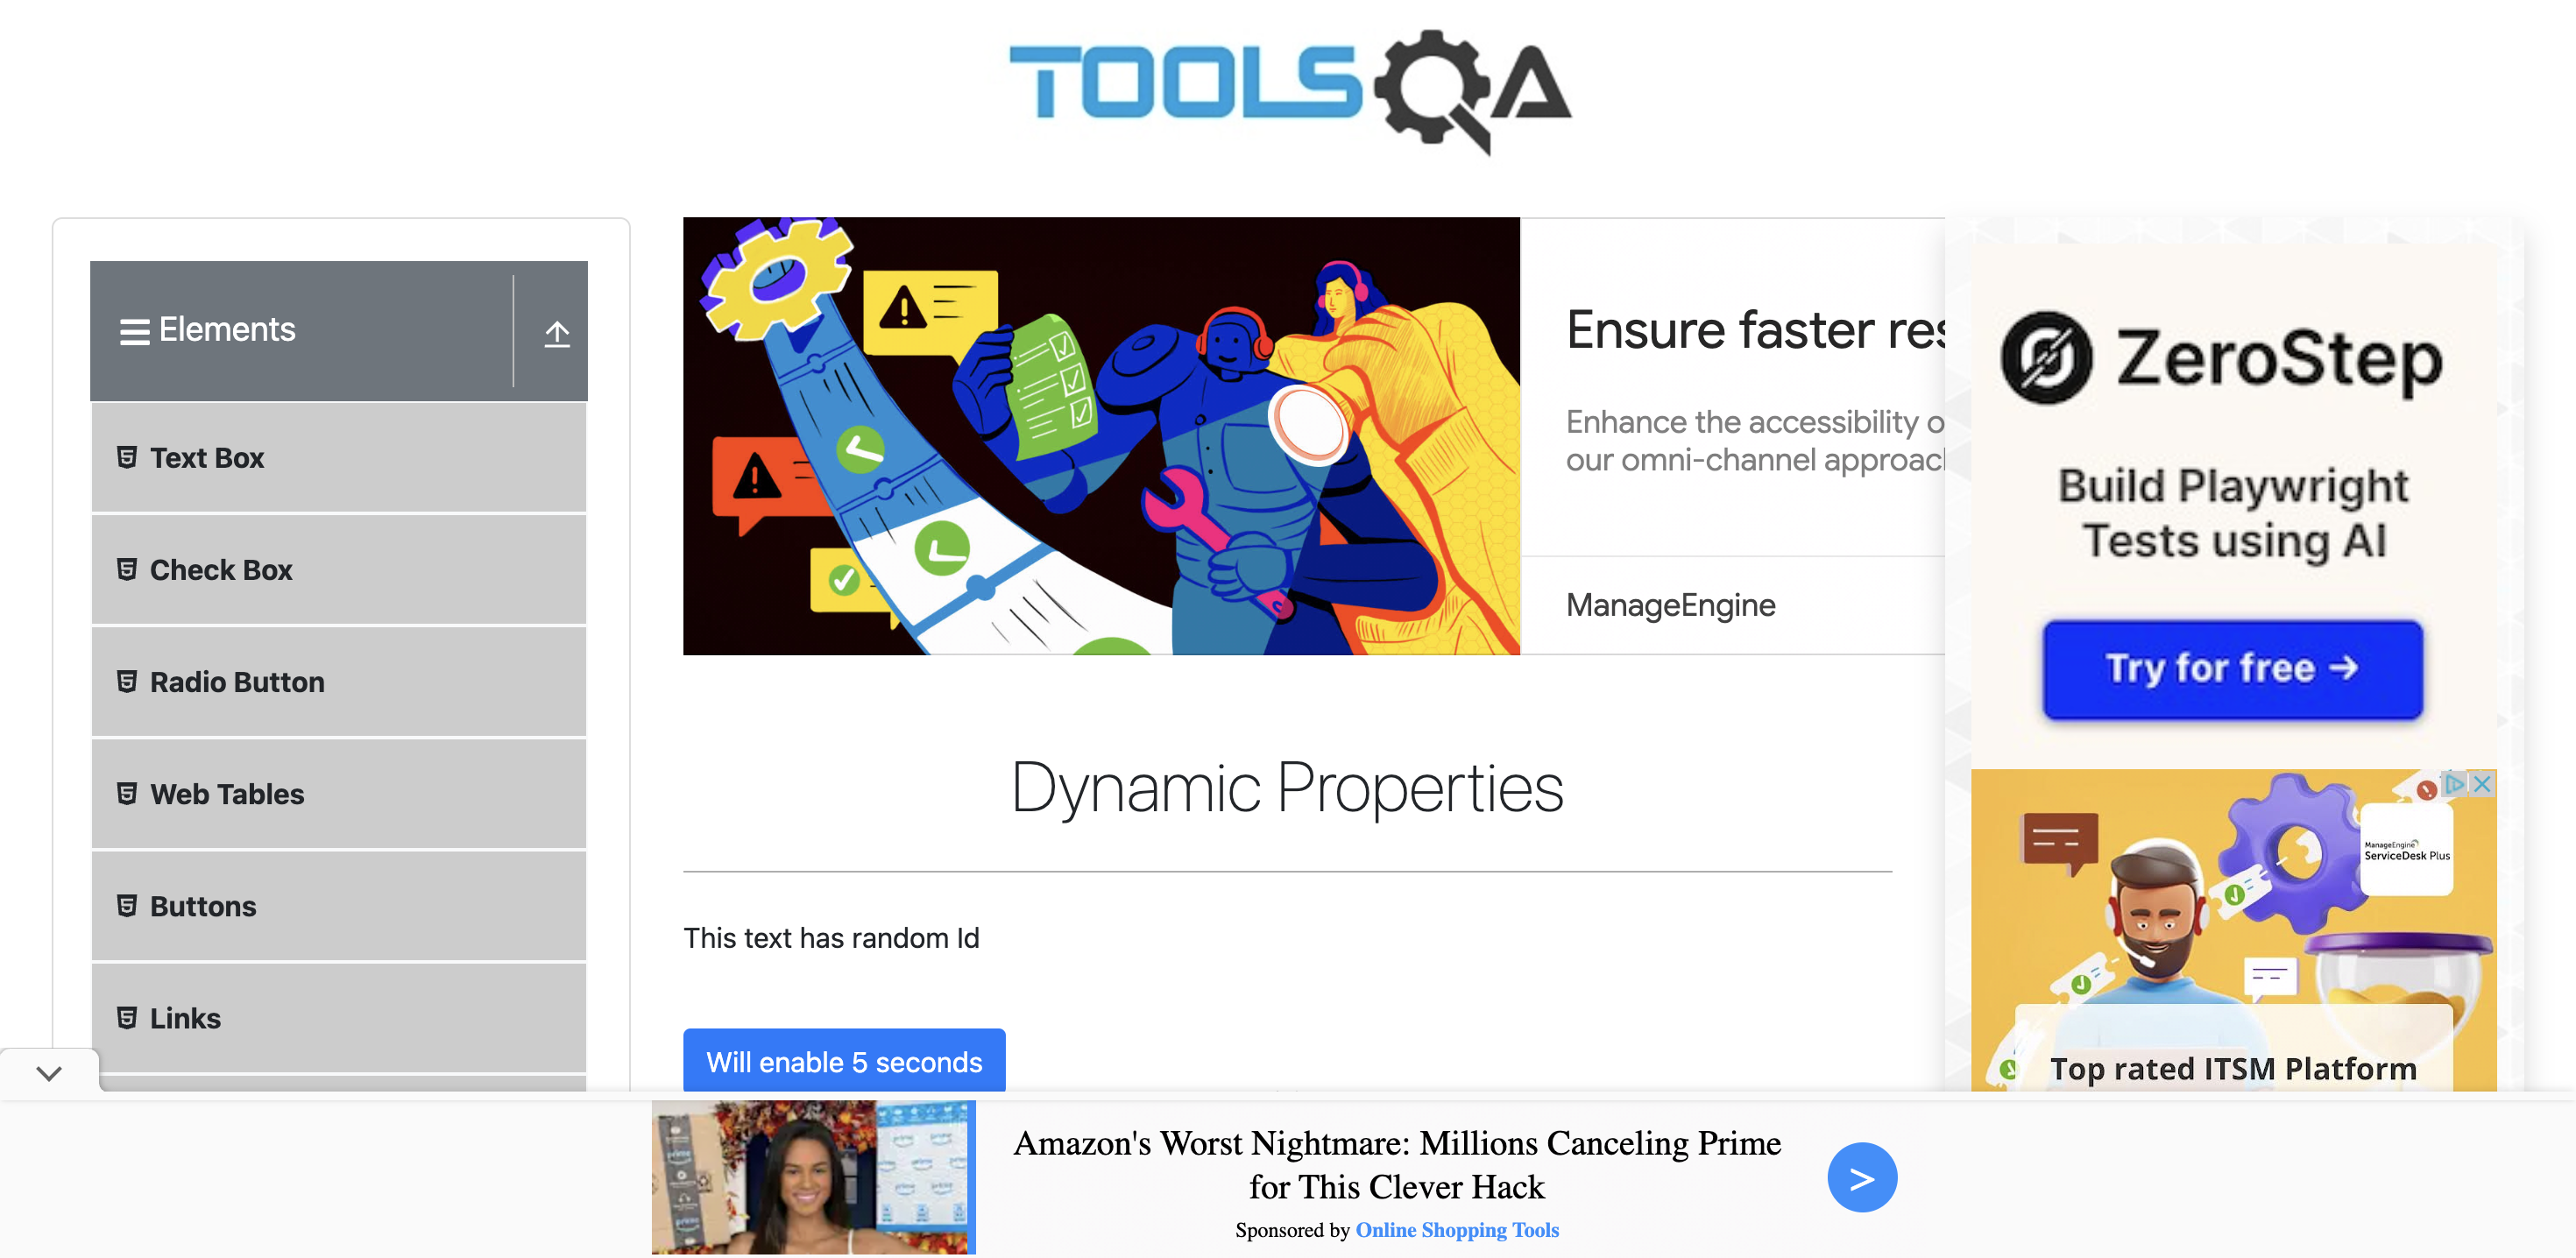 TOOLSQA
Elements
Text Box
Check Box
Radio Button
Web Tables
Buttons
Links
Ensure faster res
Enhance the accessibility o
our omni-channel approac
ManageEngine
Dynamic Properties
This text has random Id
Will enable 5 seconds
ZeroStep
Build Playwright
Tests using AI
Try for free →
ManageEngine
ServiceDesk Plus
Top rated ITSM Platform
Amazon's Worst Nightmare: Millions Canceling Prime
for This Clever Hack
Sponsored by Online Shopping Tools
>